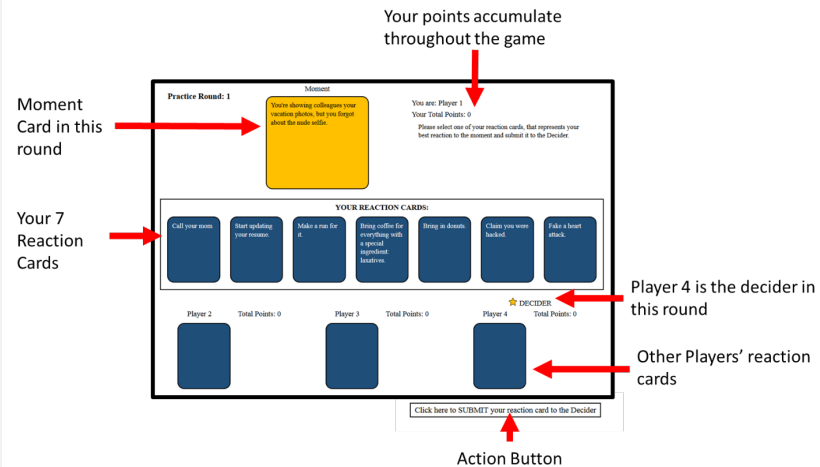 Your points accumulate
throughout the game
Moment
Card in this
round
Practice Round: 1
Moment
You're showing colleagues your
vacation photos, but you forgot
about the nude selfie.
You are: Player 1
Your Total Points: 0
Please select one of your reaction cards, that represents your
best reaction to the moment and submit it to the Decider.
Your 7
Reaction
Cards
YOUR REACTION CARDS:
Call your mom
Start updating
your resume.
Make a run for
it.
Bring coffee for
everything with
a special
ingredient:
laxatives.
Bring in donuts.
Claim you were
hacked.
Fake a heart
attack.
DECIDER
Player 4 is the decider in
this round
Player 2
Total Points: 0
Player 3
Total Points: 0
Player 4
Total Points: 0
Other Players' reaction
cards
Click here to SUBMIT your reaction card to the Decider
Action Button